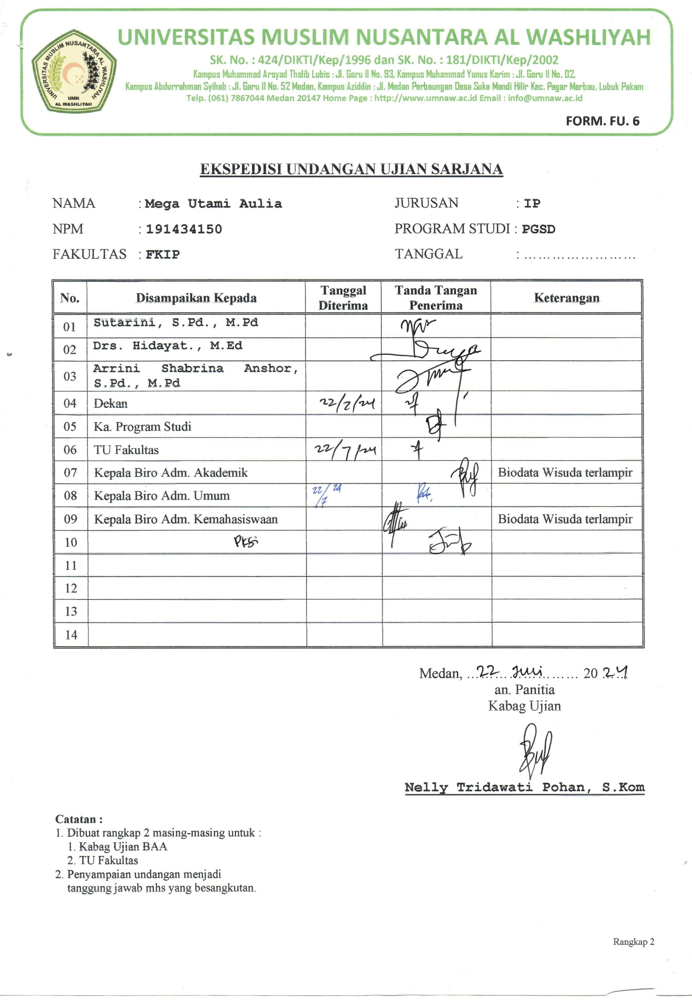 UNIVERSITAS MUSLIM NUSANTARA AL WASHLIYAH
UMN
AL WASHLIYAH
UNIVERSITAS MUSLIM NUSANTARA AL WASHLIYAH
SK. No. : 424/DIKTI/Kep/1996 dan SK. No. : 181/DIKTI/Kep/2002
Kampus Muhammad Arsyad Thalib Lubis : Jl. Garu II No. 93, Kampus Muhammad Yunus Karim : Jl. Garu II No. 02,
Kampus Abdurrahman Syihab : Jl. Garu II No. 52 Medan, Kampus Aziddin : Jl. Medan Perbaungan Desa Suka Mandi Hilir Kec. Pagar Merbau, Lubuk Pakam
Telp. (061) 7867044 Medan 20147 Home Page : http://www.umnaw.ac.id Email : info@umnaw.ac.id
FORM. FU. 6
EKSPEDISI UNDANGAN UJIAN SARJANA
NAMA : Mega Utami Aulia JURUSAN : IP
NPM : 191434150 PROGRAM STUDI : PGSD
FAKULTAS : FKIP TANGGAL : ........................
No. Disampaikan Kepada Tanggal Diterima Tanda Tangan Penerima Keterangan
01 Sutarini, S.Pd., M.Pd
02 Drs. Hidayat., M.Ed
03 Arrini Shabrina Anshor,
S.Pd., M.Pd
04 Dekan 22/7/24
05 Ka. Program Studi
06 TU Fakultas 22/7/24
07 Kepala Biro Adm. Akademik Biodata Wisuda terlampir
08 Kepala Biro Adm. Umum 22/7 24
09 Kepala Biro Adm. Kemahasiswaan Biodata Wisuda terlampir
10 PKSi
11
12
13
14
Medan, 22 Juli 2024
an. Panitia
Kabag Ujian
Nelly Tridawati Pohan, S.Kom
Catatan :
1. Dibuat rangkap 2 masing-masing untuk :
1. Kabag Ujian BAA
2. TU Fakultas
2. Penyampaian undangan menjadi
tanggung jawab mhs yang besangkutan.
Rangkap 2